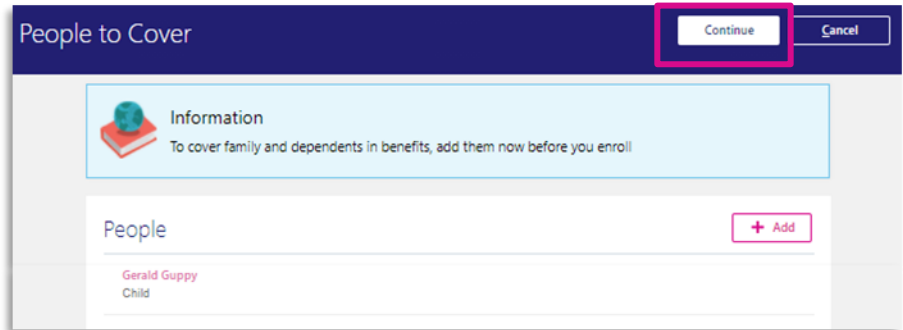 People to Cover
Continue
Cancel
Information
To cover family and dependents in benefits, add them now before you enroll
People
+ Add
Gerald Guppy
Child